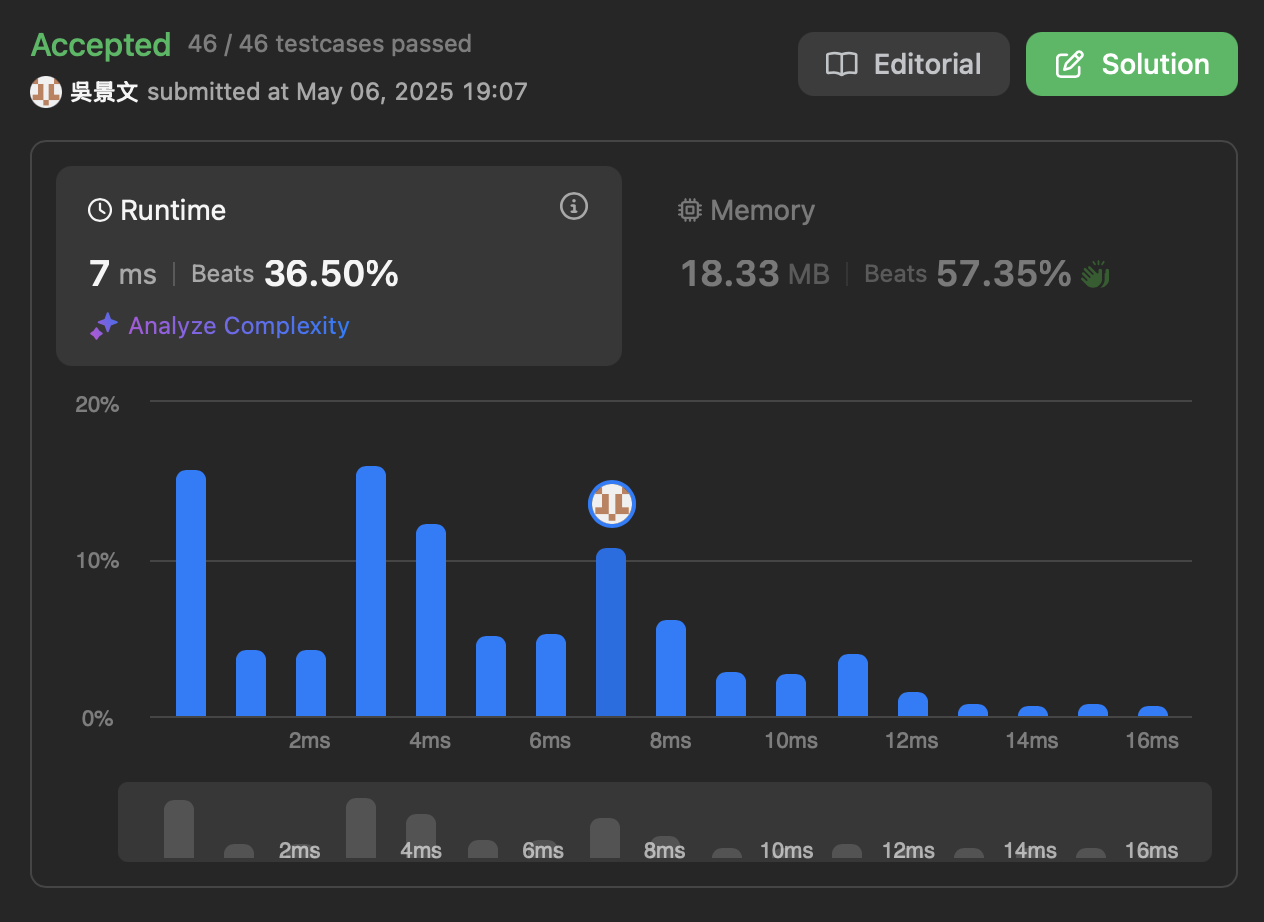 Accepted 46 / 46 testcases passed
吳景文 submitted at May 06, 2025 19:07
Editorial
Solution
Runtime
7 ms | Beats 36.50%
Analyze Complexity
Memory
18.33 MB | Beats 57.35%
20%
10%
0%
2ms 4ms 6ms 8ms 10ms 12ms 14ms 16ms
2ms 4ms 6ms 8ms 10ms 12ms 14ms 16ms